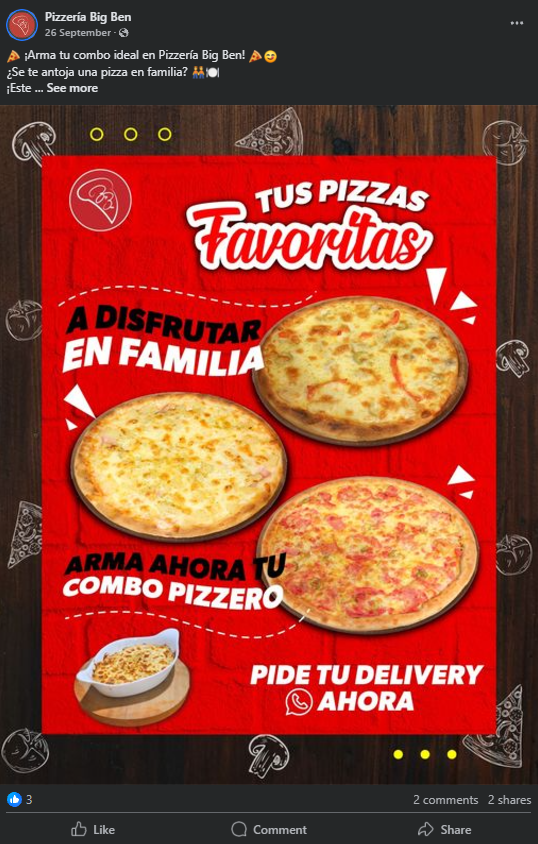 Pizzería Big Ben
26 September ·
🍕 ¡Arma tu combo ideal en Pizzería Big Ben! 🍕😋
¿Se te antoja una pizza en familia? 👨‍👩‍👧‍👦🍽️
¡Este ... See more
TUS PIZZAS
Favoritas
A DISFRUTAR
EN FAMILIA
ARMA AHORA TU
COMBO PIZZERO
PIDE TU DELIVERY
AHORA
3
2 comments 2 shares
Like Comment Share